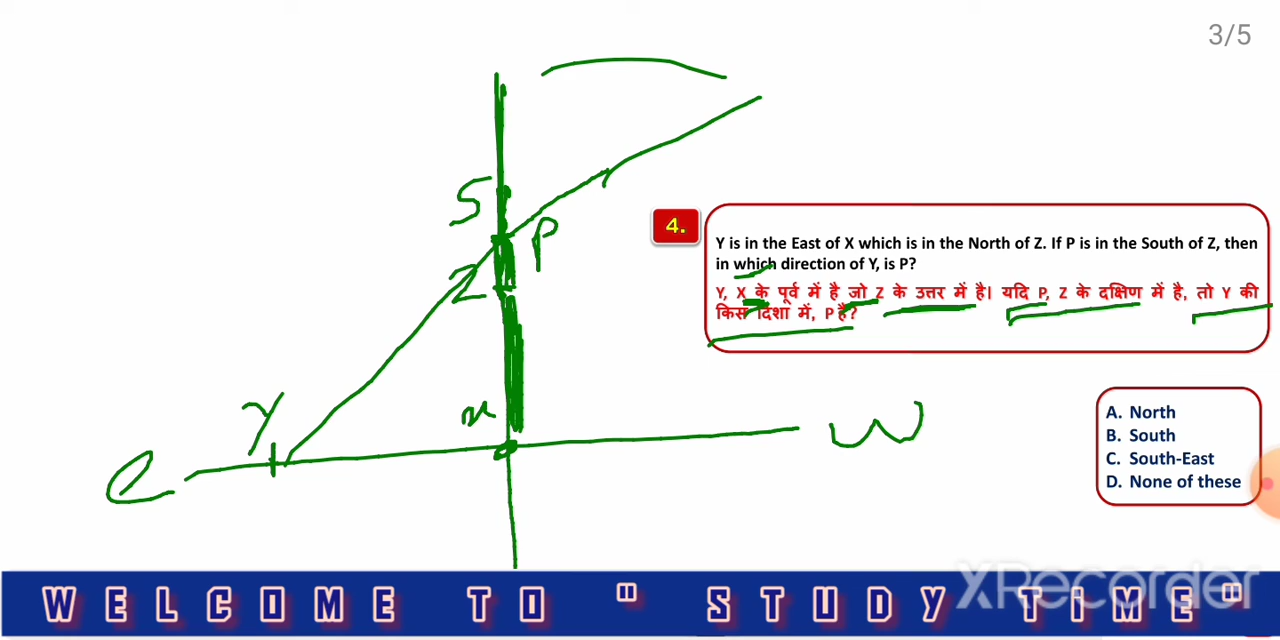 3/5
S
P
4.
Y is in the East of X which is in the North of Z. If P is in the South of Z, then
in which direction of Y, is P?
Z
Y, X के पूर्व में है जो Z के उत्तर में है। यदि P, Z के दक्षिण में है, तो Y की
किस दिशा में, P है?
Y
x
W
e
A. North
B. South
C. South-East
D. None of these
XRecorder
WELCOME TO " STUDY TiME "